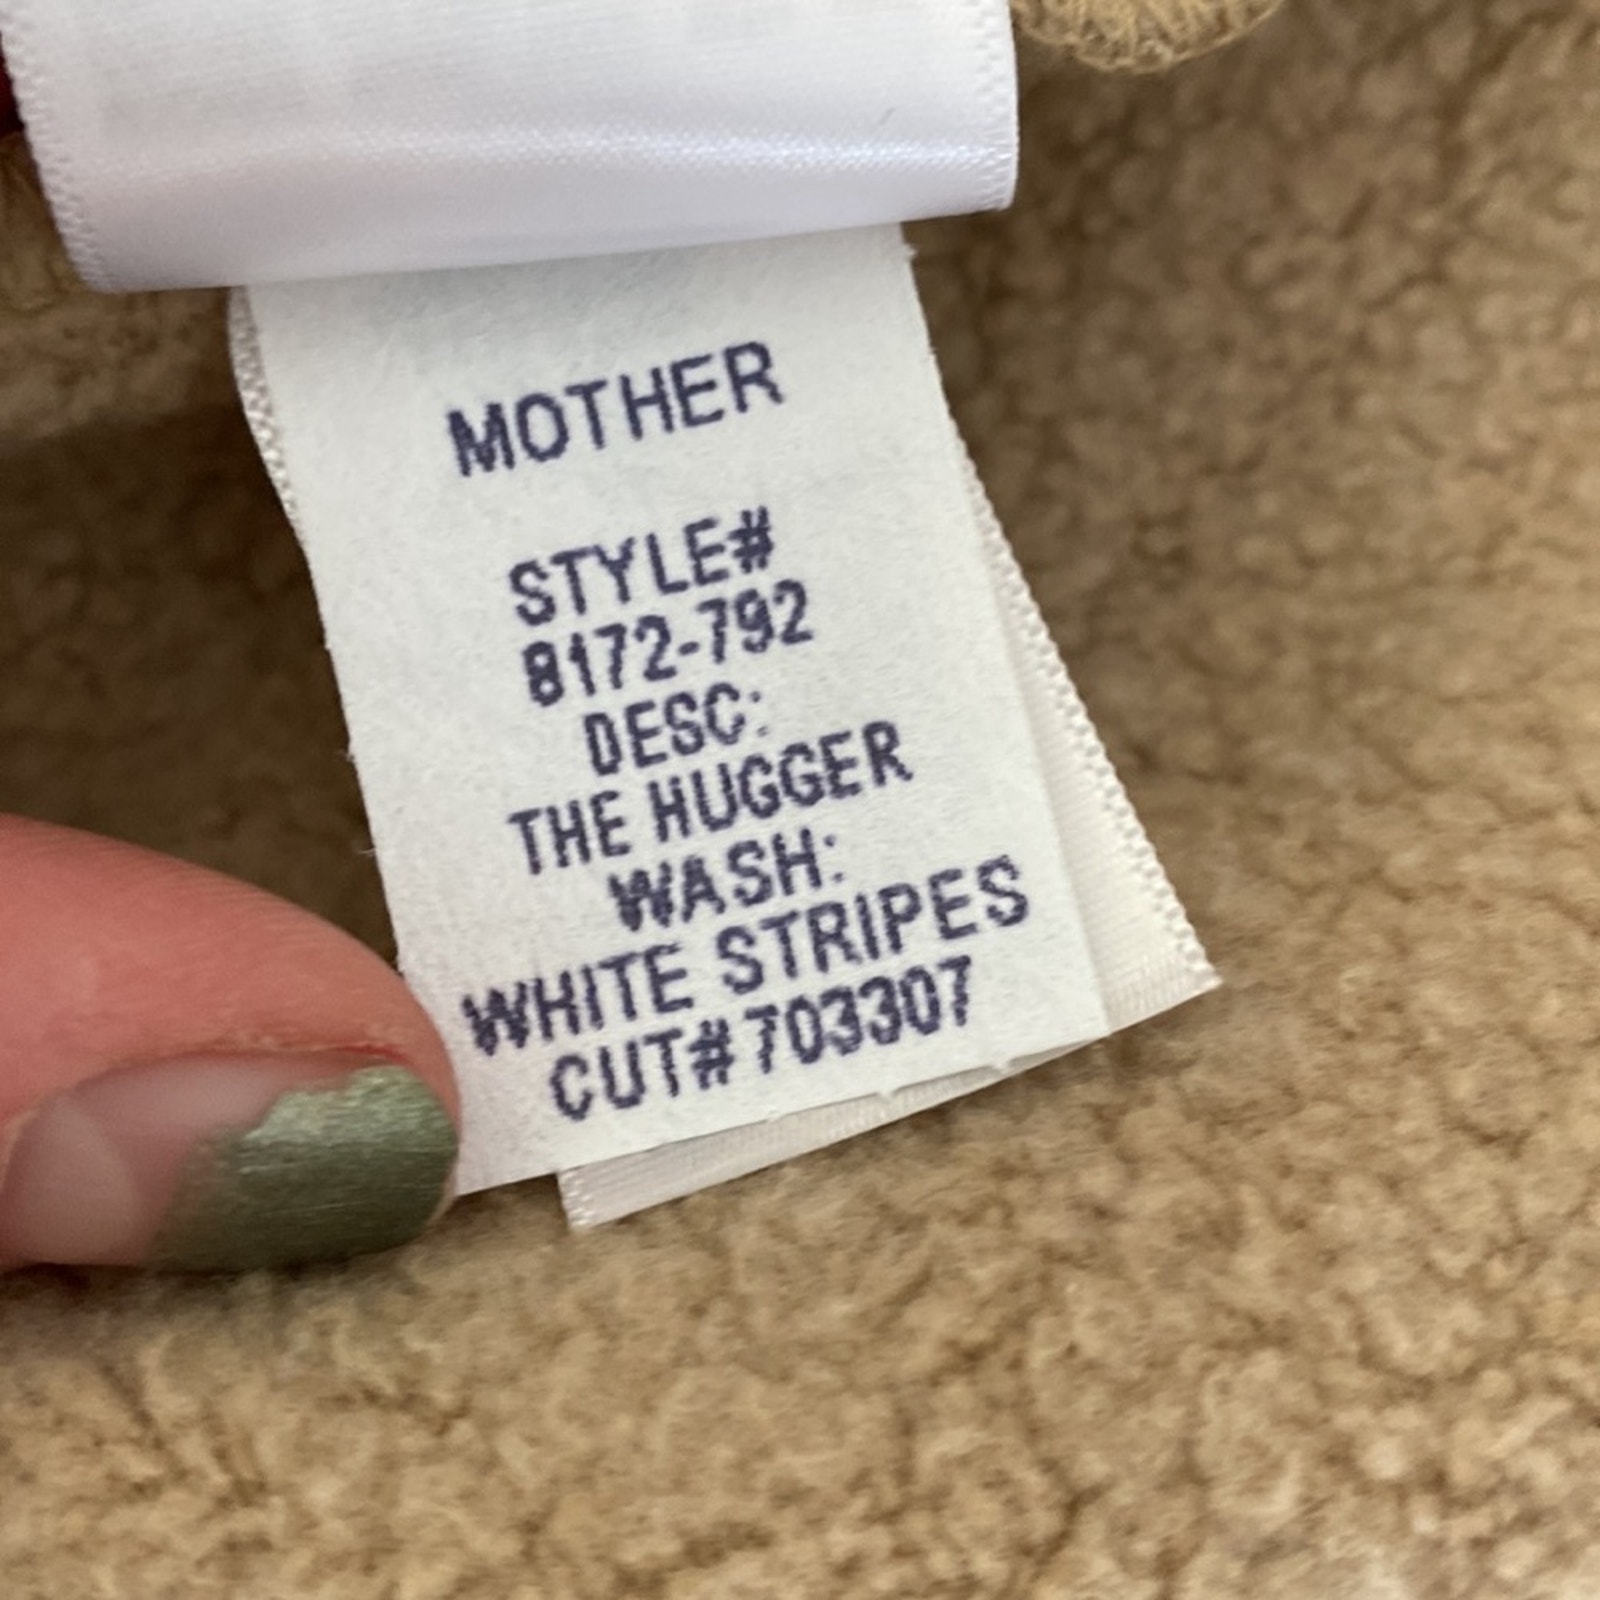 MOTHER
STYLE#
8172-792
DESC:
THE HUGGER
WASH:
WHITE STRIPES
CUT#703307